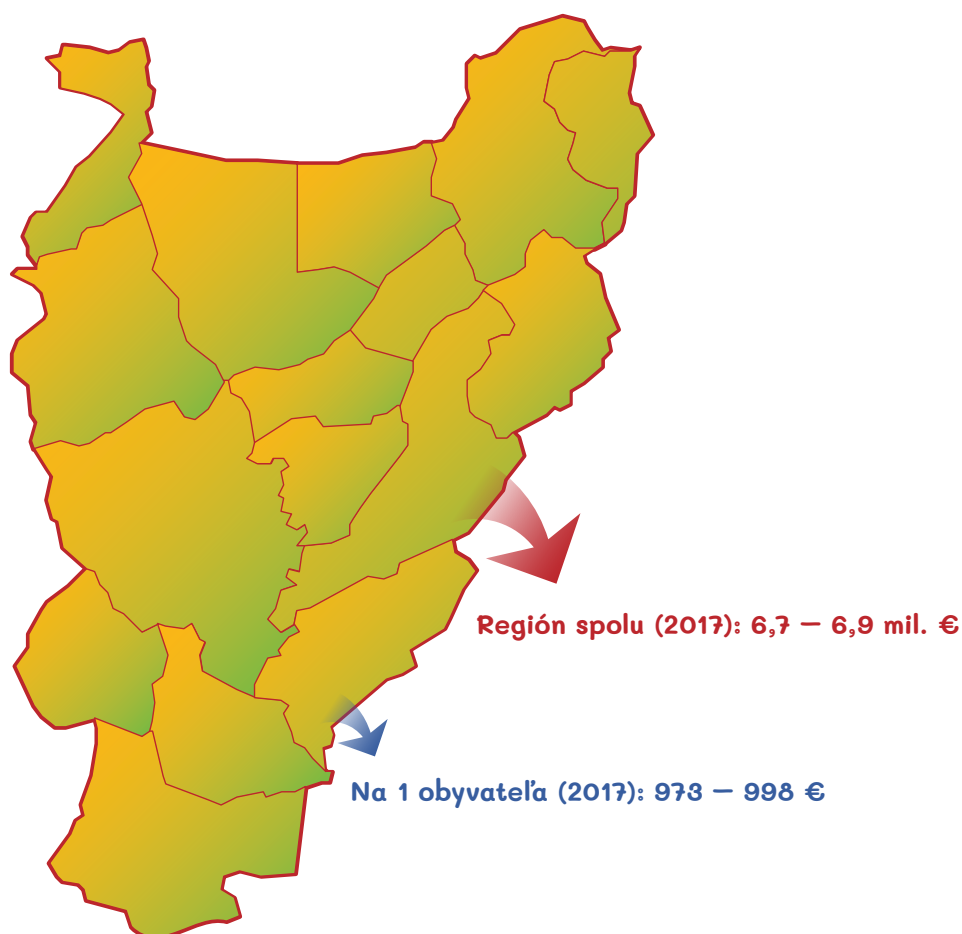 Región spolu (2017): 6,7 – 6,9 mil. €
Na 1 obyvateľa (2017): 973 – 998 €